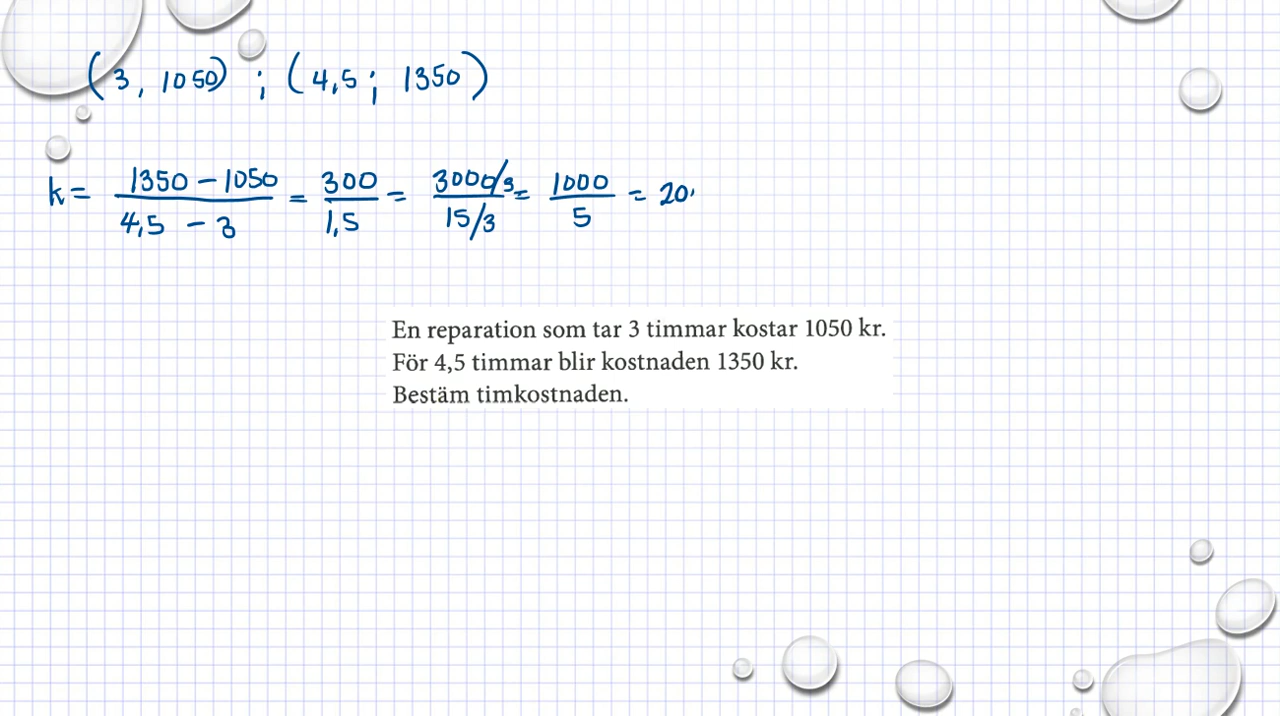 (3, 1050) ; (4,5 ; 1350)
k = 1350 - 1050 / 4,5 - 3 = 300 / 1,5 = 3000/3 / 15/3 = 1000 / 5 = 20
En reparation som tar 3 timmar kostar 1050 kr.
För 4,5 timmar blir kostnaden 1350 kr.
Bestäm timkostnaden.